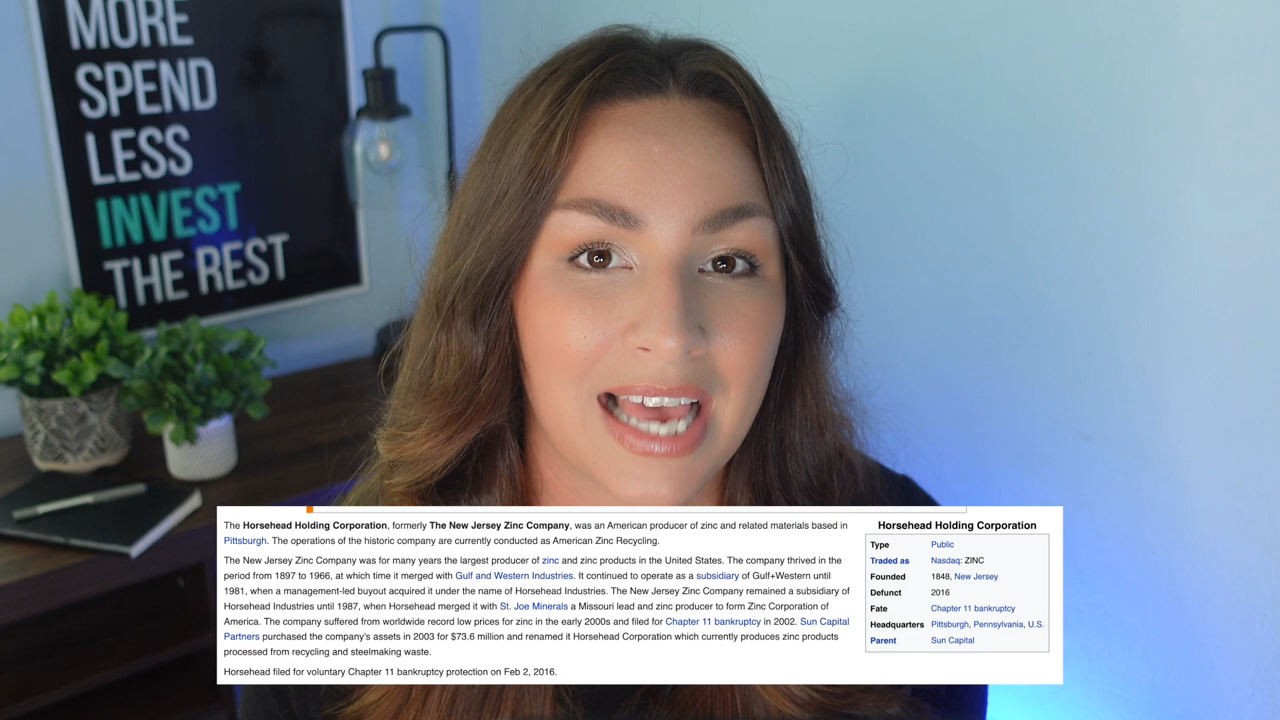 MORE
SPEND
LESS
INVEST
THE REST
The Horsehead Holding Corporation, formerly The New Jersey Zinc Company, was an American producer of zinc and related materials based in
Pittsburgh. The operations of the historic company are currently conducted as American Zinc Recycling.
The New Jersey Zinc Company was for many years the largest producer of zinc and zinc products in the United States. The company thrived in the
period from 1897 to 1966, at which time it merged with Gulf and Western Industries. It continued to operate as a subsidiary of Gulf+Western until
1981, when a management-led buyout acquired it under the name of Horsehead Industries. The New Jersey Zinc Company remained a subsidiary of
Horsehead Industries until 1987, when Horsehead merged it with St. Joe Minerals a Missouri lead and zinc producer to form Zinc Corporation of
America. The company suffered from worldwide record low prices for zinc in the early 2000s and filed for Chapter 11 bankruptcy in 2002. Sun Capital
Partners purchased the company's assets in 2003 for $73.6 million and renamed it Horsehead Corporation which currently produces zinc products
processed from recycling and steelmaking waste.
Horsehead filed for voluntary Chapter 11 bankruptcy protection on Feb 2, 2016.
Horsehead Holding Corporation
Type Public
Traded as Nasdaq: ZINC
Founded 1848, New Jersey
Defunct 2016
Fate Chapter 11 bankruptcy
Headquarters Pittsburgh, Pennsylvania, U.S.
Parent Sun Capital